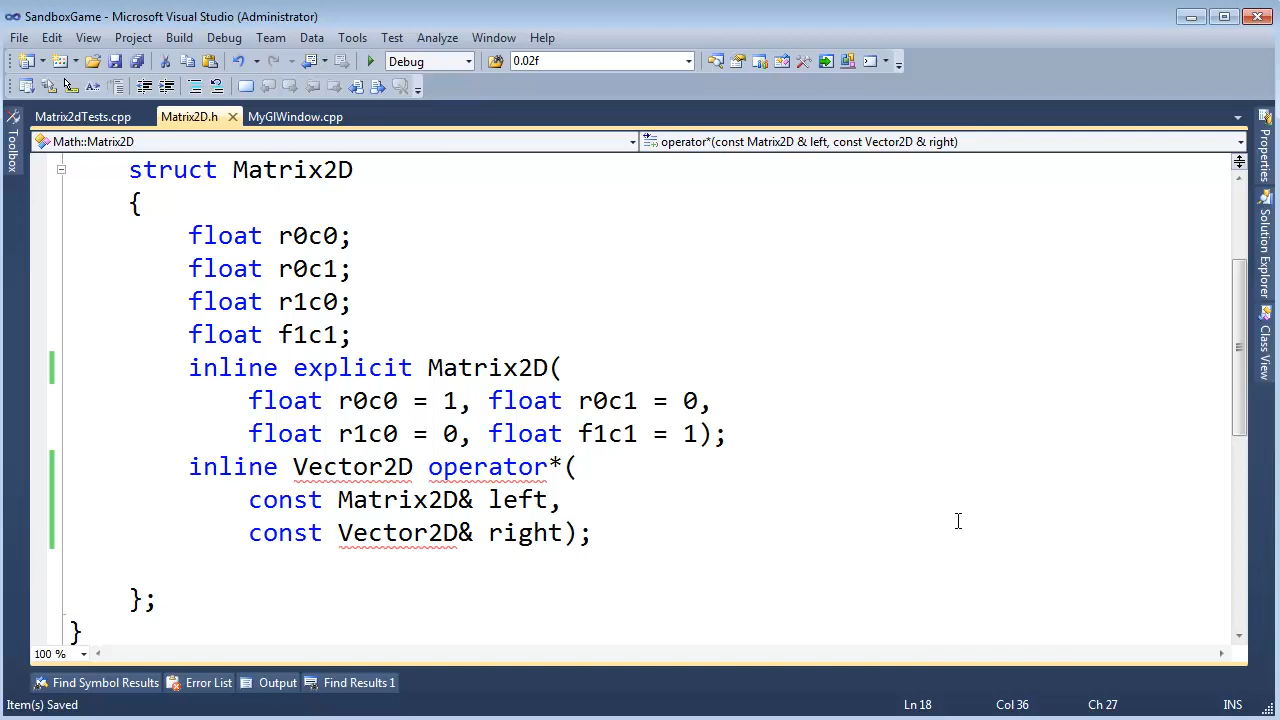 SandboxGame - Microsoft Visual Studio (Administrator)
File Edit View Project Build Debug Team Data Tools Test Analyze Window Help
Debug 0.02f
Matrix2dTests.cpp Matrix2D.h MyGlWindow.cpp
Math::Matrix2D operator*(const Matrix2D & left, const Vector2D & right)
Toolbox
Properties
Solution Explorer
Class View
struct Matrix2D
{
float r0c0;
float r0c1;
float r1c0;
float f1c1;
inline explicit Matrix2D(
float r0c0 = 1, float r0c1 = 0,
float r1c0 = 0, float f1c1 = 1);
inline Vector2D operator*(
const Matrix2D& left,
const Vector2D& right);
};
}
100 %
Find Symbol Results Error List Output Find Results 1
Item(s) Saved Ln 18 Col 36 Ch 27 INS